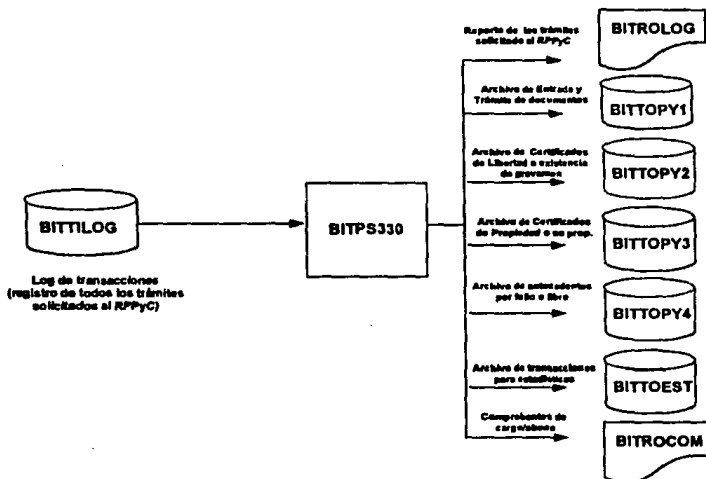 Reporte de los trámites
solicitado al RPPyC
BITROLOG
Archivo de Entrada y
Trámite de documentos
BITTOPY1
Archivo de Certificados
de Libertad o existencia
de gravamen
BITTOPY2
BITTILOG
BITPS330
Archivo de Certificados
de Propiedad o no prop.
BITTOPY3
Log de transacciones
(registro de todos los trámites
solicitados al RPPyC)
Archivo de antecedentes
por folio o libro
BITTOPY4
Archivo de transacciones
para estadísticas
BITTOEST
Comprobantes de
cargo/abono
BITROCOM